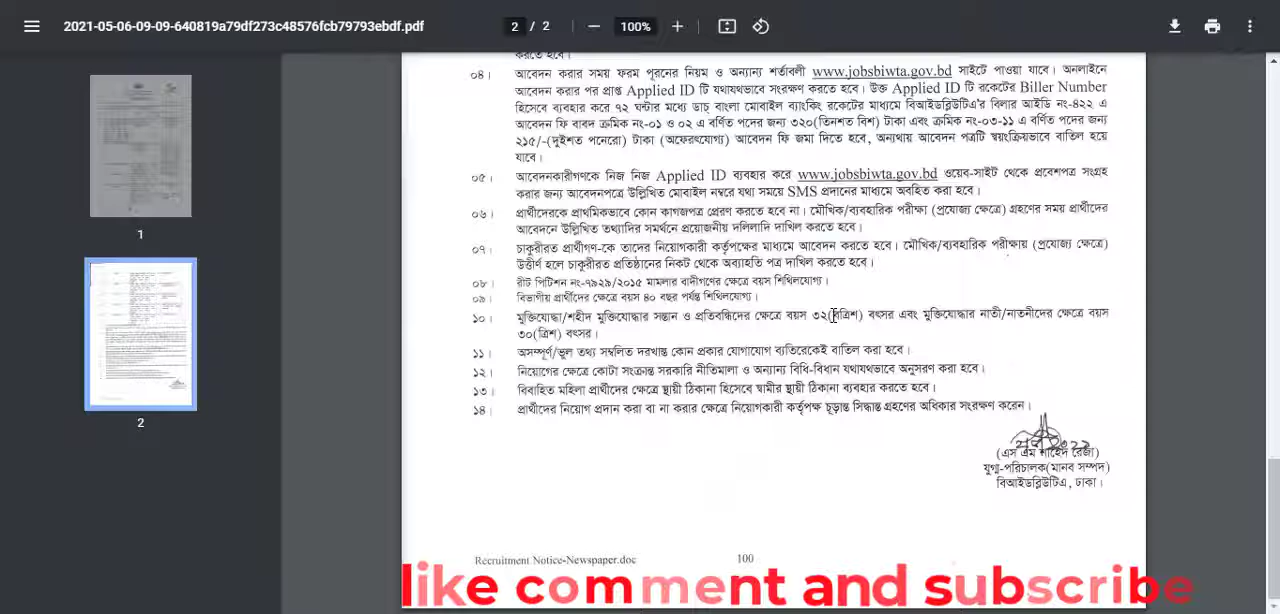 2021-05-06-09-09-640819a79df273c48576fcb79793ebdf.pdf
2 / 2
100%
1
2
করতে হবে।
০৪। আবেদন করার সময় ফরম পূরনের নিয়ম ও অন্যান্য শর্তাবলী www.jobsbiwta.gov.bd সাইটে পাওয়া যাবে। অনলাইনে
আবেদন করার পর প্রাপ্ত Applied ID টি যথাযথভাবে সংরক্ষণ করতে হবে। উক্ত Applied ID টি রকেটের Biller Number
হিসেবে ব্যবহার করে ৭২ ঘন্টার মধ্যে ডাচ্ বাংলা মোবাইল ব্যাংকিং রকেটের মাধ্যমে বিআইডব্লিউটিএ'র বিলার আইডি নং-৪২২ এ
আবেদন ফি বাবদ ক্রমিক নং-০১ ও ০২ এ বর্ণিত পদের জন্য ৩২০(তিনশত বিশ) টাকা এবং ক্রমিক নং-০৩-১১ এ বর্ণিত পদের জন্য
২১৫/-(দুইশত পনেরো) টাকা (অফেরৎযোগ্য) আবেদন ফি জমা দিতে হবে, অন্যথায় আবেদন পত্রটি স্বয়ংক্রিয়ভাবে বাতিল হয়ে
যাবে।
০৫। আবেদনকারীগণকে নিজ নিজ Applied ID ব্যবহার করে www.jobsbiwta.gov.bd ওয়েব-সাইট থেকে প্রবেশপত্র সংগ্রহ
করার জন্য আবেদনপত্রে উল্লিখিত মোবাইল নম্বরে যথা সময়ে SMS প্রদানের মাধ্যমে অবহিত করা হবে।
০৬। প্রার্থীদেরকে প্রাথমিকভাবে কোন কাগজপত্র প্রেরণ করতে হবে না। মৌখিক/ব্যবহারিক পরীক্ষা (প্রযোজ্য ক্ষেত্রে) গ্রহণের সময় প্রার্থীদের
আবেদনে উল্লিখিত তথ্যাদির সমর্থনে প্রয়োজনীয় দলিলাদি দাখিল করতে হবে।
০৭। চাকুরীরত প্রার্থীগণ-কে তাদের নিয়োগকারী কর্তৃপক্ষের মাধ্যমে আবেদন করতে হবে। মৌখিক/ব্যবহারিক পরীক্ষায় (প্রযোজ্য ক্ষেত্রে)
উত্তীর্ণ হলে চাকুরীরত প্রতিষ্ঠানের নিকট থেকে অব্যাহতি পত্র দাখিল করতে হবে।
০৮। রীট পিটিশন নং-৭৯২৯/২০১৫ মামলার বাদীগণের ক্ষেত্রে বয়স শিথিলযোগ্য।
০৯। বিভাগীয় প্রার্থীদের ক্ষেত্রে বয়স ৪০ বছর পর্যন্ত শিথিলযোগ্য।
১০। মুক্তিযোদ্ধা/শহীদ মুক্তিযোদ্ধার সন্তান ও প্রতিবন্ধিদের ক্ষেত্রে বয়স ৩২(বত্রিশ) বৎসর এবং মুক্তিযোদ্ধার নাতী/নাতনীদের ক্ষেত্রে বয়স
৩০(ত্রিশ) বৎসর।
১১। অসম্পূর্ণ/ভুল তথ্য সম্বলিত দরখাস্ত কোন প্রকার যোগাযোগ ব্যতিরেকেই বাতিল করা হবে।
১২। নিয়োগের ক্ষেত্রে কোটা সংক্রান্ত সরকারি নীতিমালা ও অন্যান্য বিধি-বিধান যথাযথভাবে অনুসরণ করা হবে।
১৩। বিবাহিত মহিলা প্রার্থীদের ক্ষেত্রে স্থায়ী ঠিকানা হিসেবে স্বামীর স্থায়ী ঠিকানা ব্যবহার করতে হবে।
১৪। প্রার্থীদের নিয়োগ প্রদান করা বা না করার ক্ষেত্রে নিয়োগকারী কর্তৃপক্ষ চূড়ান্ত সিদ্ধান্ত গ্রহণের অধিকার সংরক্ষণ করেন।
(এস এম শাহেদ রেজা)
যুগ্ম-পরিচালক(মানব সম্পদ)
বিআইডব্লিউটিএ, ঢাকা।
Recruitment Notice-Newspaper.doc 100
like comment and subscribe